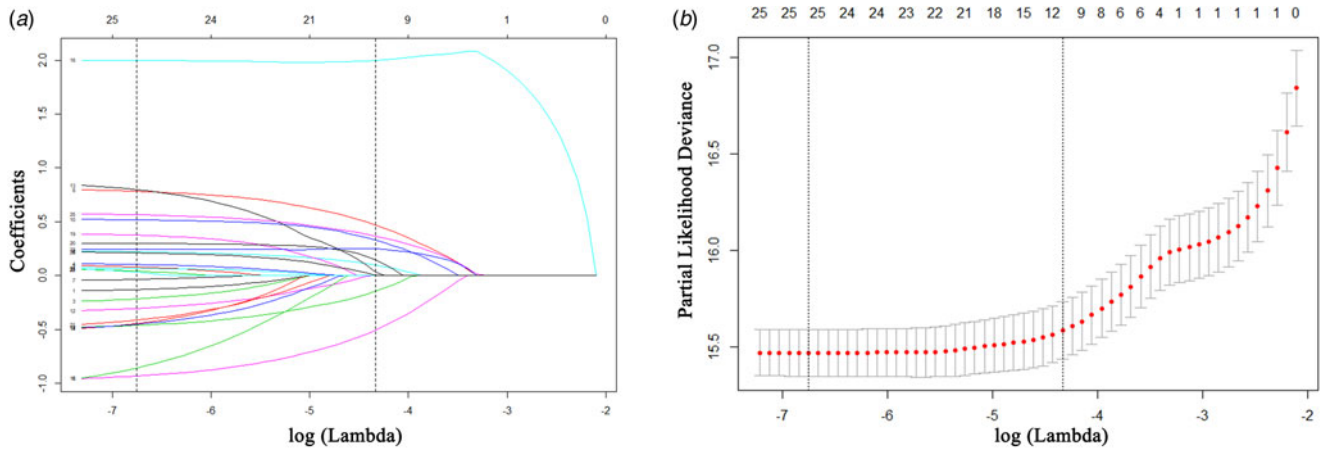 (a)
25 24 21 9 1 0
2.0
1.5
1.0
0.5
0.0
-0.5
-1.0
Coefficients
-7 -6 -5 -4 -3 -2
log (Lambda)
(b)
25 25 25 24 24 23 22 21 18 15 12 9 8 6 6 4 1 1 1 1 1 1 0
17.0
16.5
16.0
15.5
Partial Likelihood Deviance
-7 -6 -5 -4 -3 -2
log (Lambda)